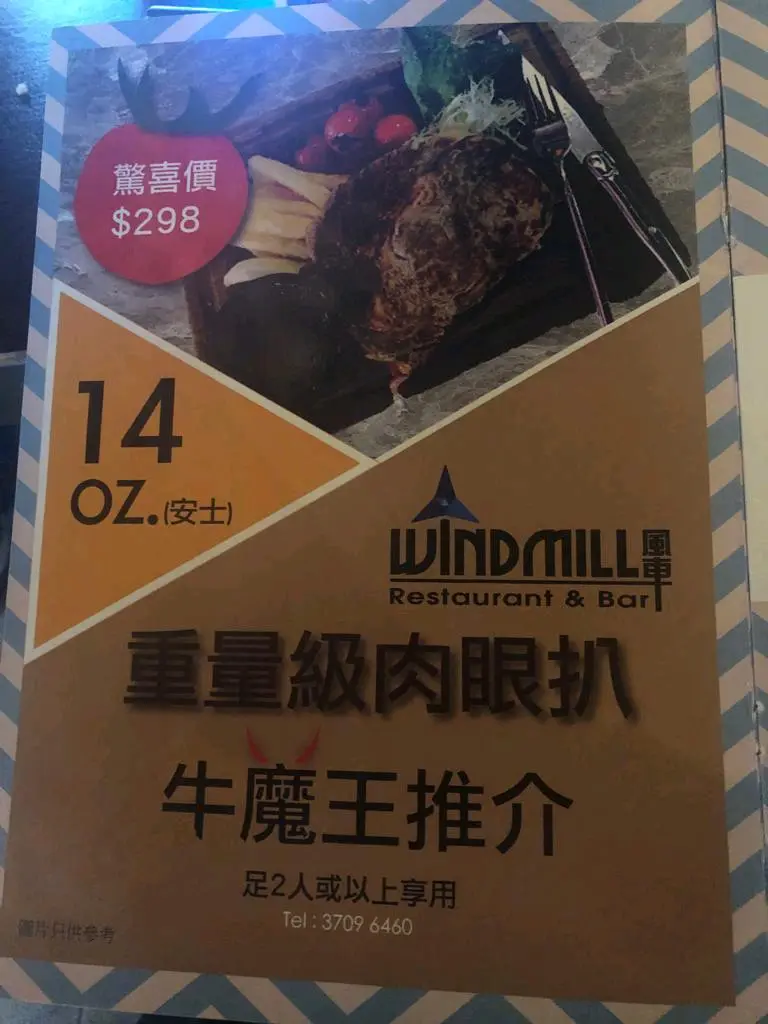 驚喜價
$298
14
OZ.(安士)
WINDMILL風車
Restaurant & Bar
重量級肉眼扒
牛魔王推介
足2人或以上享用
Tel : 3709 6460
圖片只供參考